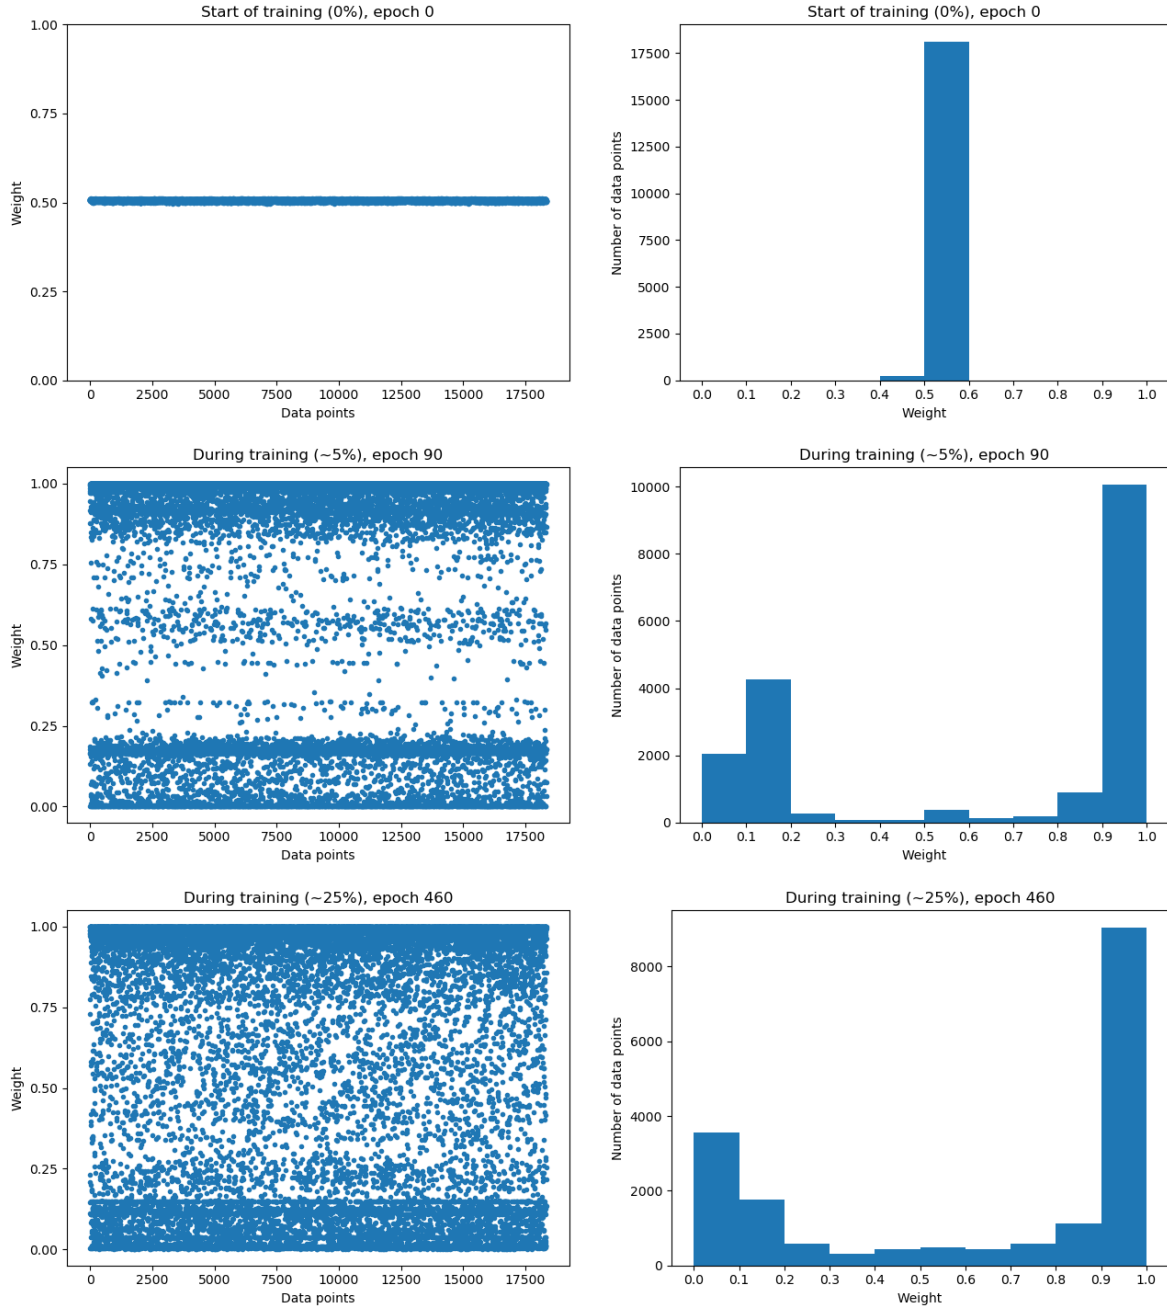 Start of training (0%), epoch 0
1.00
0.75
0.50
0.25
0.00
Weight
0 2500 5000 7500 10000 12500 15000 17500
Data points
Start of training (0%), epoch 0
17500
15000
12500
10000
7500
5000
2500
0
Number of data points
0.0 0.1 0.2 0.3 0.4 0.5 0.6 0.7 0.8 0.9 1.0
Weight
During training (~5%), epoch 90
1.00
0.75
0.50
0.25
0.00
Weight
0 2500 5000 7500 10000 12500 15000 17500
Data points
During training (~5%), epoch 90
10000
8000
6000
4000
2000
0
Number of data points
0.0 0.1 0.2 0.3 0.4 0.5 0.6 0.7 0.8 0.9 1.0
Weight
During training (~25%), epoch 460
1.00
0.75
0.50
0.25
0.00
Weight
0 2500 5000 7500 10000 12500 15000 17500
Data points
During training (~25%), epoch 460
8000
6000
4000
2000
0
Number of data points
0.0 0.1 0.2 0.3 0.4 0.5 0.6 0.7 0.8 0.9 1.0
Weight